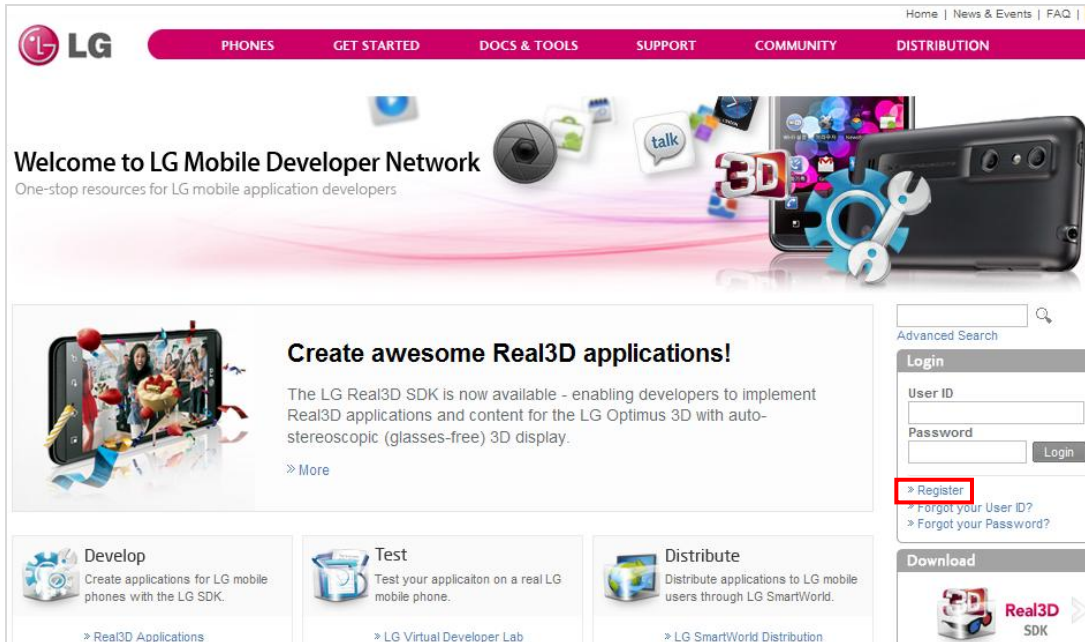 Home | News & Events | FAQ |
LG
PHONES GET STARTED DOCS & TOOLS SUPPORT COMMUNITY DISTRIBUTION
talk
3D
Welcome to LG Mobile Developer Network
One-stop resources for LG mobile application developers
Create awesome Real3D applications!
The LG Real3D SDK is now available - enabling developers to implement
Real3D applications and content for the LG Optimus 3D with auto-
stereoscopic (glasses-free) 3D display.
» More
Advanced Search
Login
User ID
Password
Login
» Register
» Forgot your User ID?
» Forgot your Password?
Develop
Create applications for LG mobile
phones with the LG SDK.
» Real3D Applications
Test
Test your applicaiton on a real LG
mobile phone.
» LG Virtual Developer Lab
Distribute
Distribute applications to LG mobile
users through LG SmartWorld.
» LG SmartWorld Distribution
Download
3D
Real3D
SDK